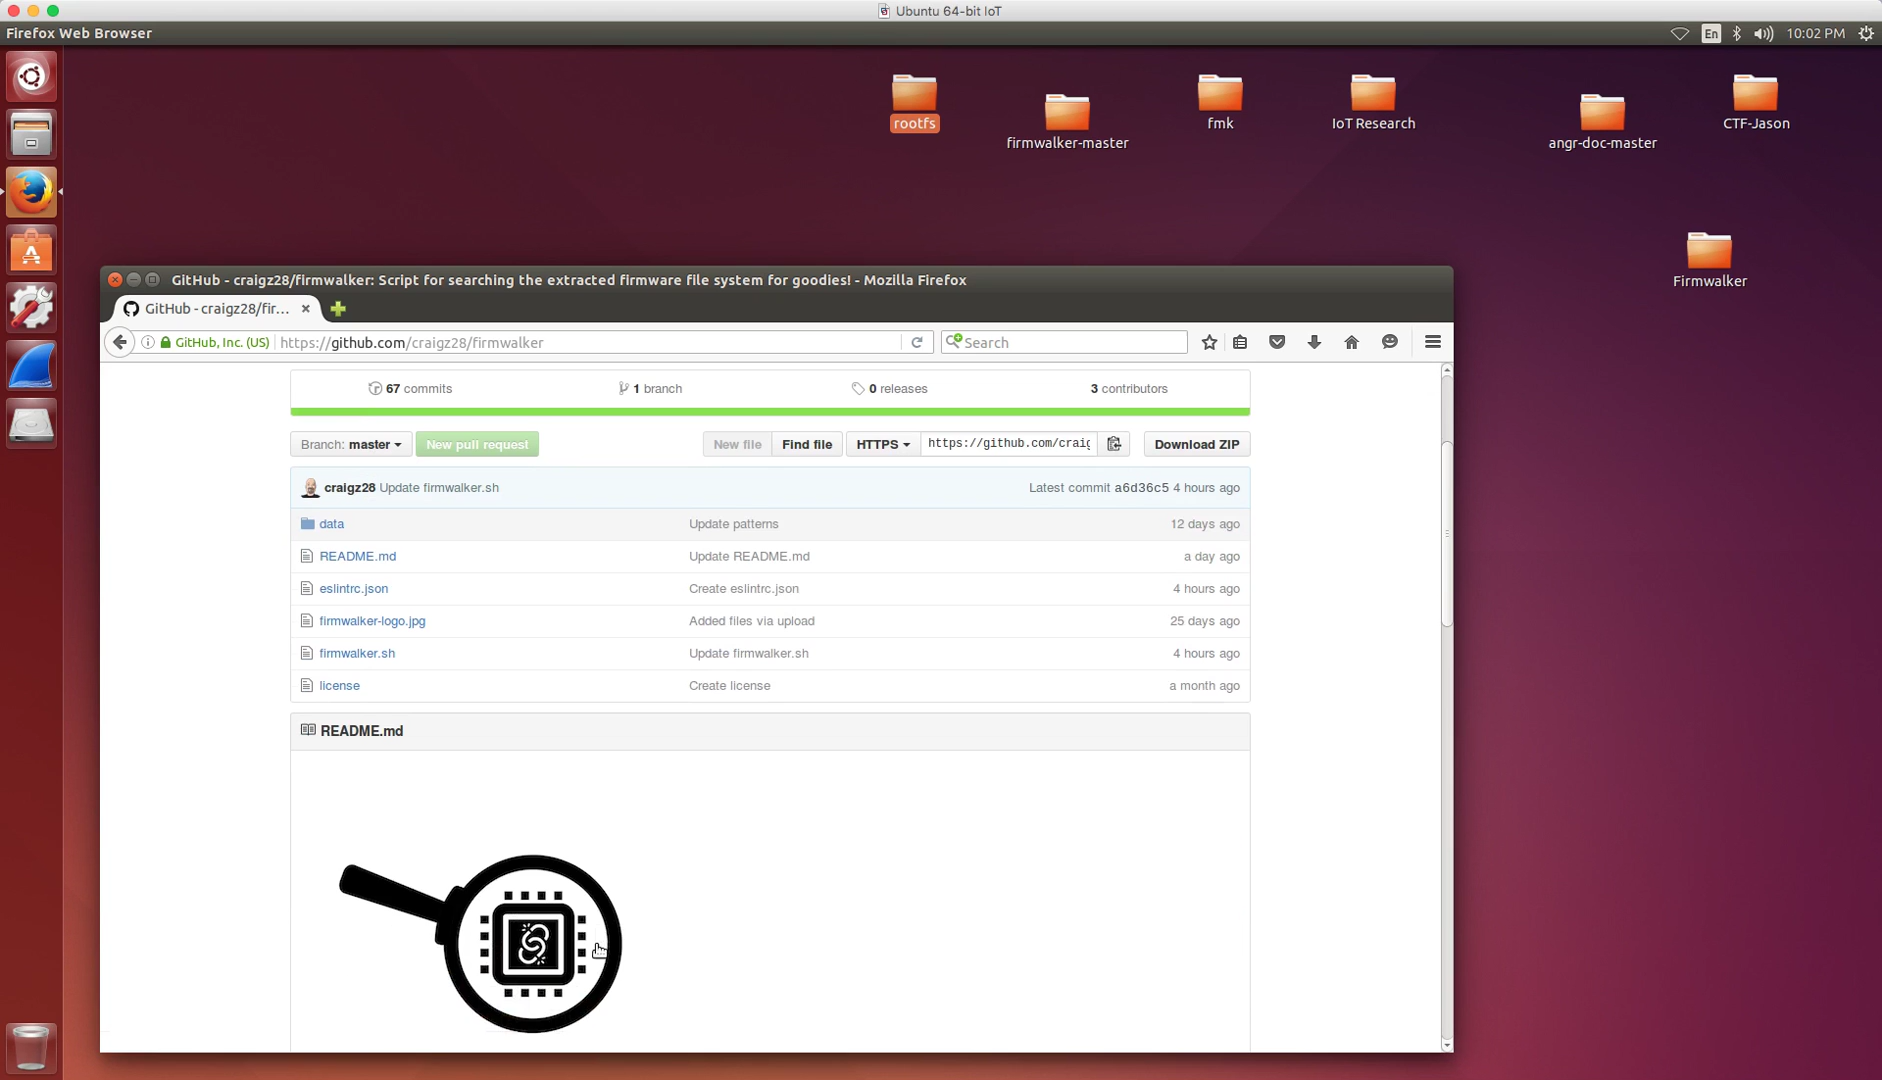 Ubuntu 64-bit IoT
Firefox Web Browser
En
10:02 PM
rootfs
firmwalker-master
fmk
IoT Research
angr-doc-master
CTF-Jason
Firmwalker
GitHub - craigz28/firmwalker: Script for searching the extracted firmware file system for goodies! - Mozilla Firefox
GitHub - craigz28/fir...
GitHub, Inc. (US) https://github.com/craigz28/firmwalker
Search
67 commits
1 branch
0 releases
3 contributors
Branch: master
New pull request
New file
Find file
HTTPS
https://github.com/craig
Download ZIP
craigz28 Update firmwalker.sh
Latest commit a6d36c5 4 hours ago
data Update patterns 12 days ago
README.md Update README.md a day ago
eslintrc.json Create eslintrc.json 4 hours ago
firmwalker-logo.jpg Added files via upload 25 days ago
firmwalker.sh Update firmwalker.sh 4 hours ago
license Create license a month ago
README.md